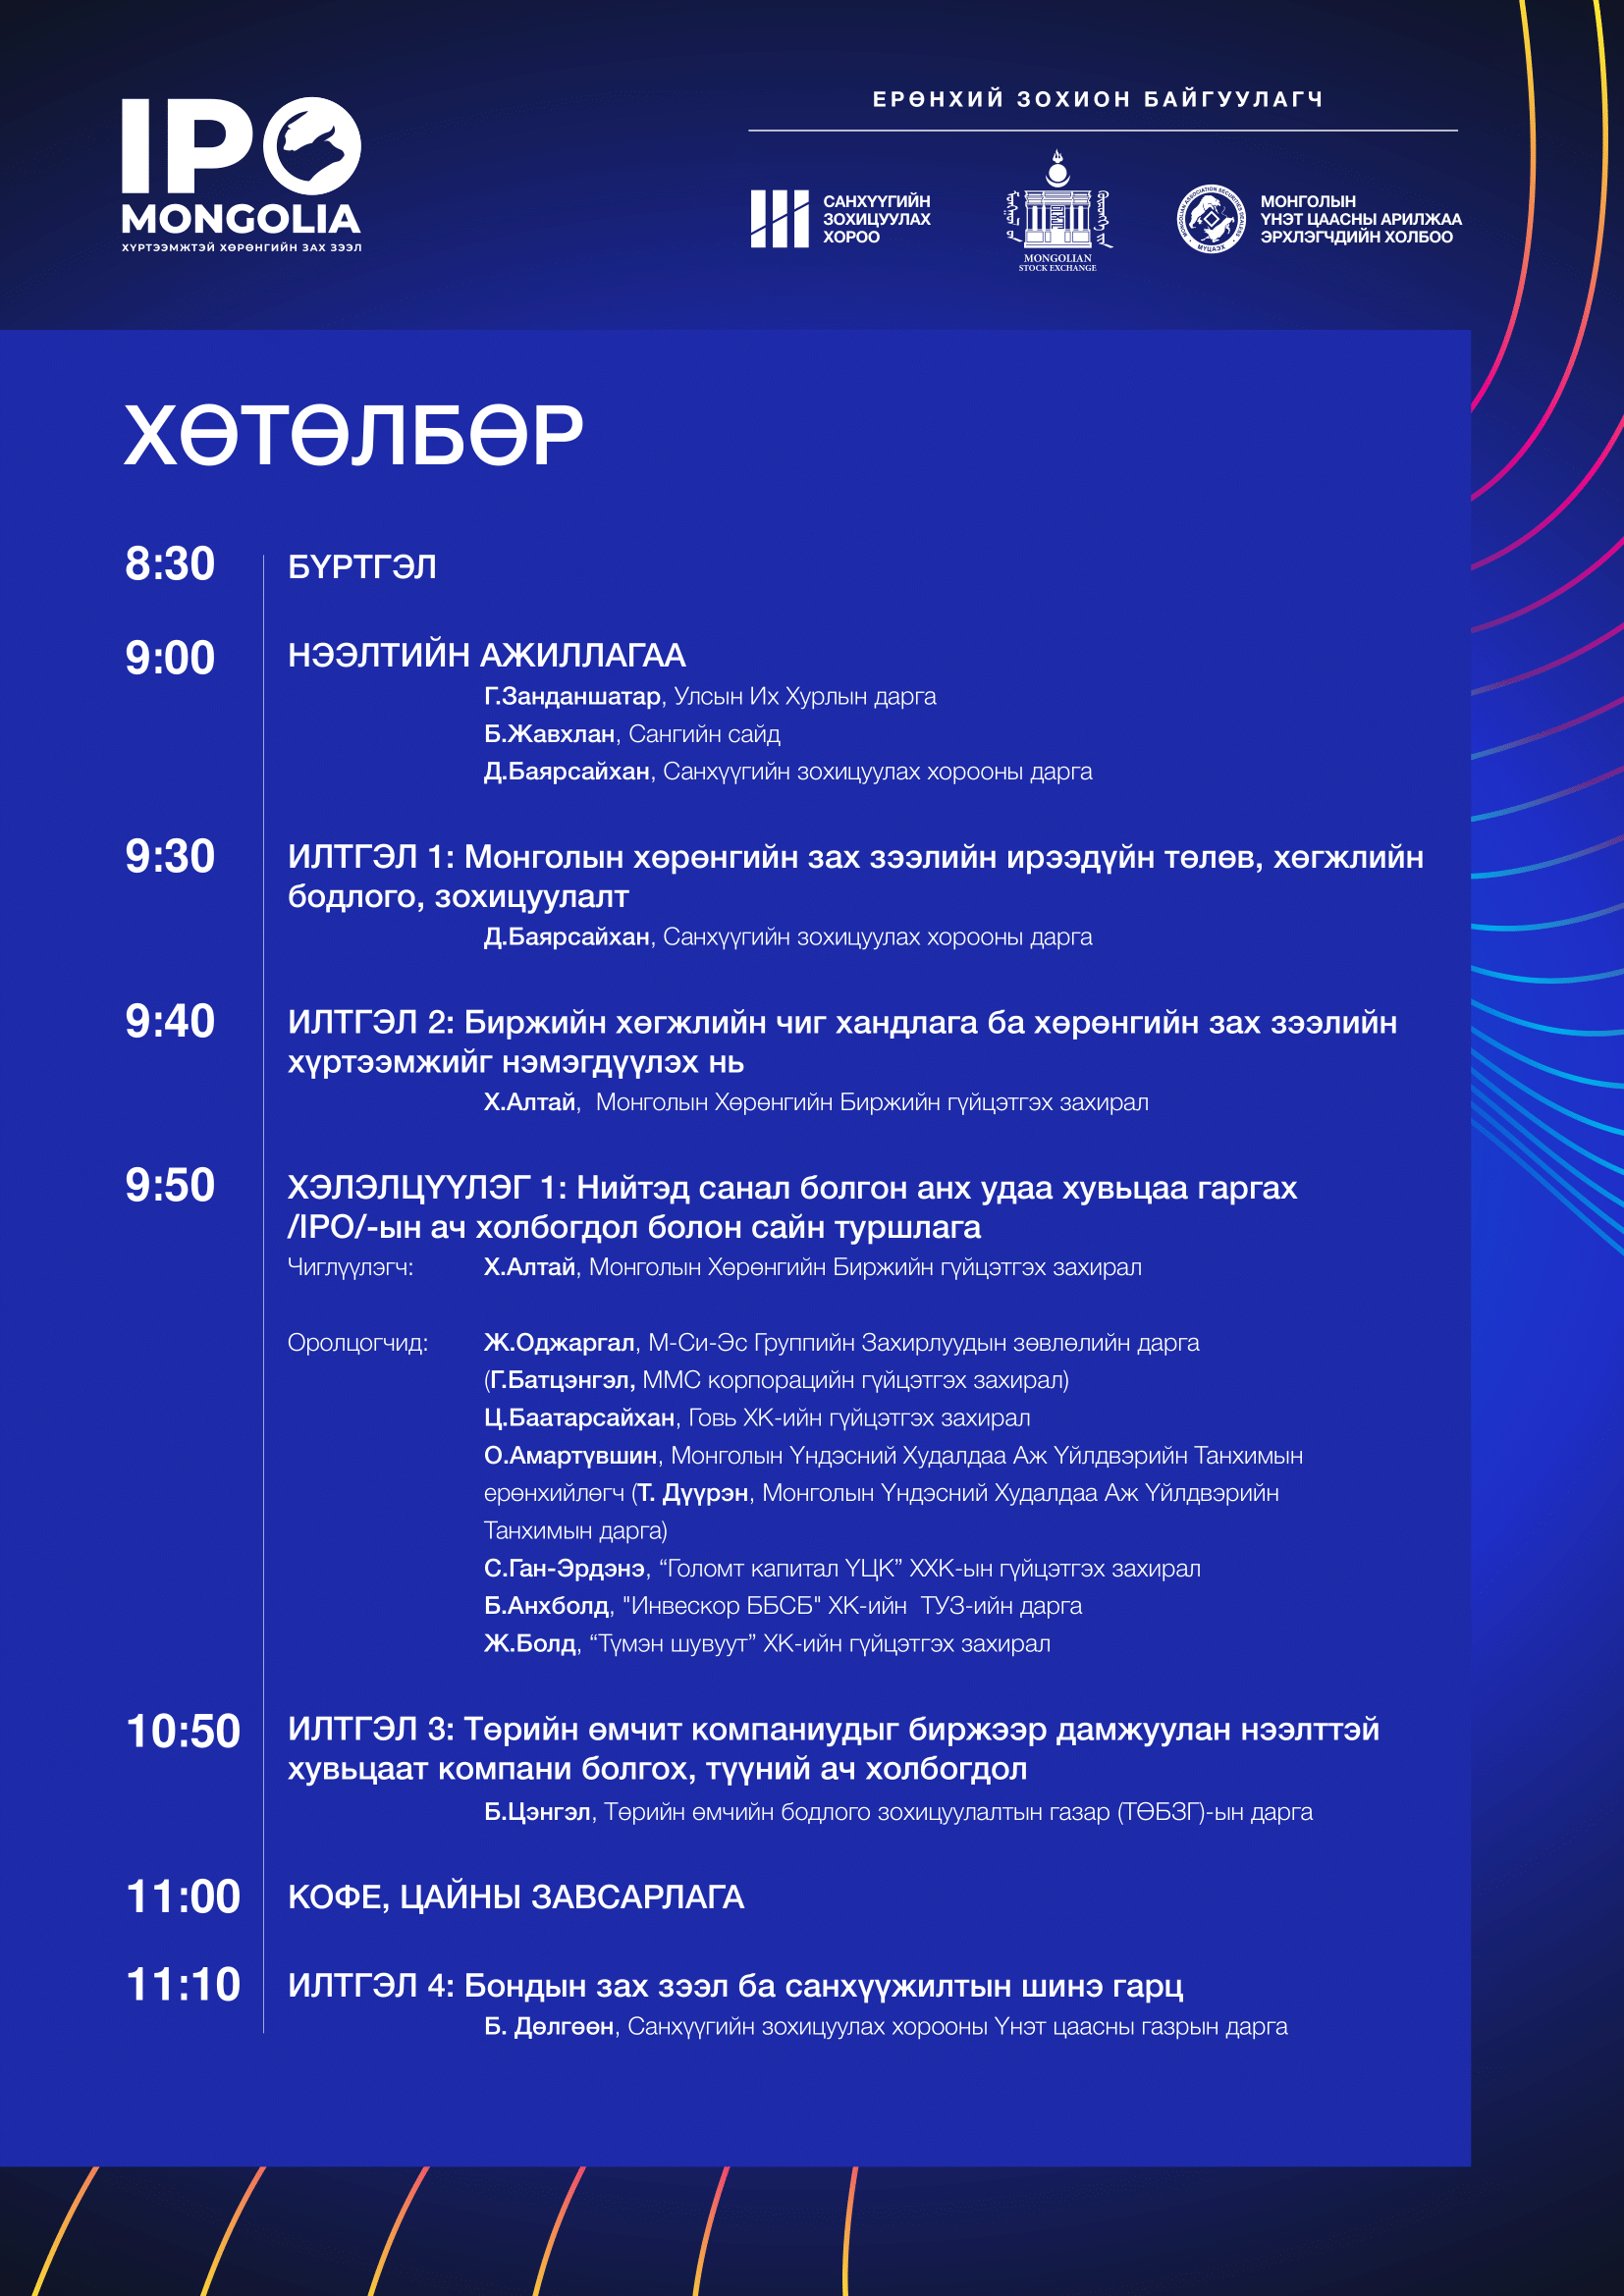 IPO
MONGOLIA
ХҮРТЭЭМЖТЭЙ ХӨРӨНГИЙН ЗАХ ЗЭЭЛ
ЕРӨНХИЙ ЗОХИОН БАЙГУУЛАГЧ
САНХҮҮГИЙН
ЗОХИЦУУЛАХ
ХОРОО
MONGOLIAN
STOCK EXCHANGE
МОНГОЛЫН
ҮНЭТ ЦААСНЫ АРИЛЖАА
ЭРХЛЭГЧДИЙН ХОЛБОО
ХӨТӨЛБӨР
8:30 БҮРТГЭЛ
9:00 НЭЭЛТИЙН АЖИЛЛАГАА
Г.Занданшатар, Улсын Их Хурлын дарга
Б.Жавхлан, Сангийн сайд
Д.Баярсайхан, Санхүүгийн зохицуулах хорооны дарга
9:30 ИЛТГЭЛ 1: Монголын хөрөнгийн зах зээлийн ирээдүйн төлөв, хөгжлийн
бодлого, зохицуулалт
Д.Баярсайхан, Санхүүгийн зохицуулах хорооны дарга
9:40 ИЛТГЭЛ 2: Биржийн хөгжлийн чиг хандлага ба хөрөнгийн зах зээлийн
хүртээмжийг нэмэгдүүлэх нь
Х.Алтай, Монголын Хөрөнгийн Биржийн гүйцэтгэх захирал
9:50 ХЭЛЭЛЦҮҮЛЭГ 1: Нийтэд санал болгон анх удаа хувьцаа гаргах
/IPO/-ын ач холбогдол болон сайн туршлага
Чиглүүлэгч: Х.Алтай, Монголын Хөрөнгийн Биржийн гүйцэтгэх захирал
Оролцогчид: Ж.Оджаргал, М-Си-Эс Группийн Захирлуудын зөвлөлийн дарга
(Г.Батцэнгэл, ММС корпорацийн гүйцэтгэх захирал)
Ц.Баатарсайхан, Говь ХК-ийн гүйцэтгэх захирал
О.Амартүвшин, Монголын Үндэсний Худалдаа Аж Үйлдвэрийн Танхимын
ерөнхийлөгч (Т. Дүүрэн, Монголын Үндэсний Худалдаа Аж Үйлдвэрийн
Танхимын дарга)
С.Ган-Эрдэнэ, “Голомт капитал ҮЦК” ХХК-ын гүйцэтгэх захирал
Б.Анхболд, "Инвескор ББСБ" ХК-ийн ТУЗ-ийн дарга
Ж.Болд, “Түмэн шувуут” ХК-ийн гүйцэтгэх захирал
10:50 ИЛТГЭЛ 3: Төрийн өмчит компаниудыг биржээр дамжуулан нээлттэй
хувьцаат компани болгох, түүний ач холбогдол
Б.Цэнгэл, Төрийн өмчийн бодлого зохицуулалтын газар (ТӨБЗГ)-ын дарга
11:00 КОФЕ, ЦАЙНЫ ЗАВСАРЛАГА
11:10 ИЛТГЭЛ 4: Бондын зах зээл ба санхүүжилтын шинэ гарц
Б. Дөлгөөн, Санхүүгийн зохицуулах хорооны Үнэт цаасны газрын дарга